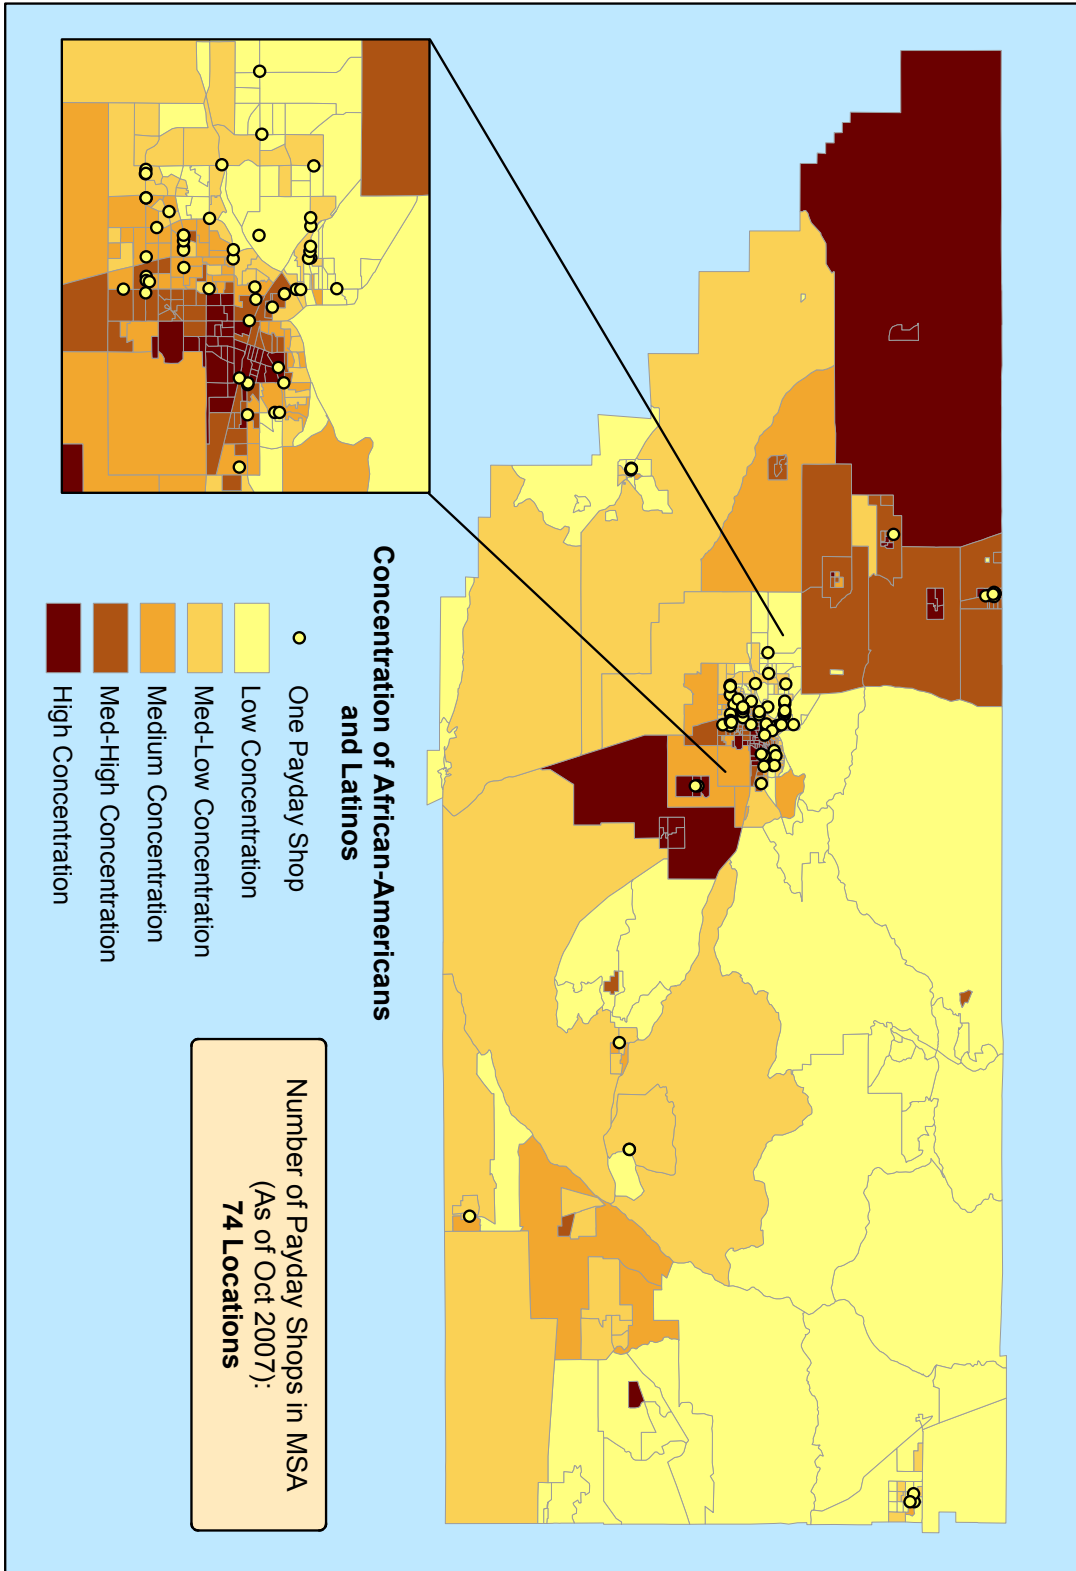 Concentration of African-Americans
and Latinos
One Payday Shop
Low Concentration
Med-Low Concentration
Medium Concentration
Med-High Concentration
High Concentration
Number of Payday Shops in MSA
(As of Oct 2007):
74 Locations